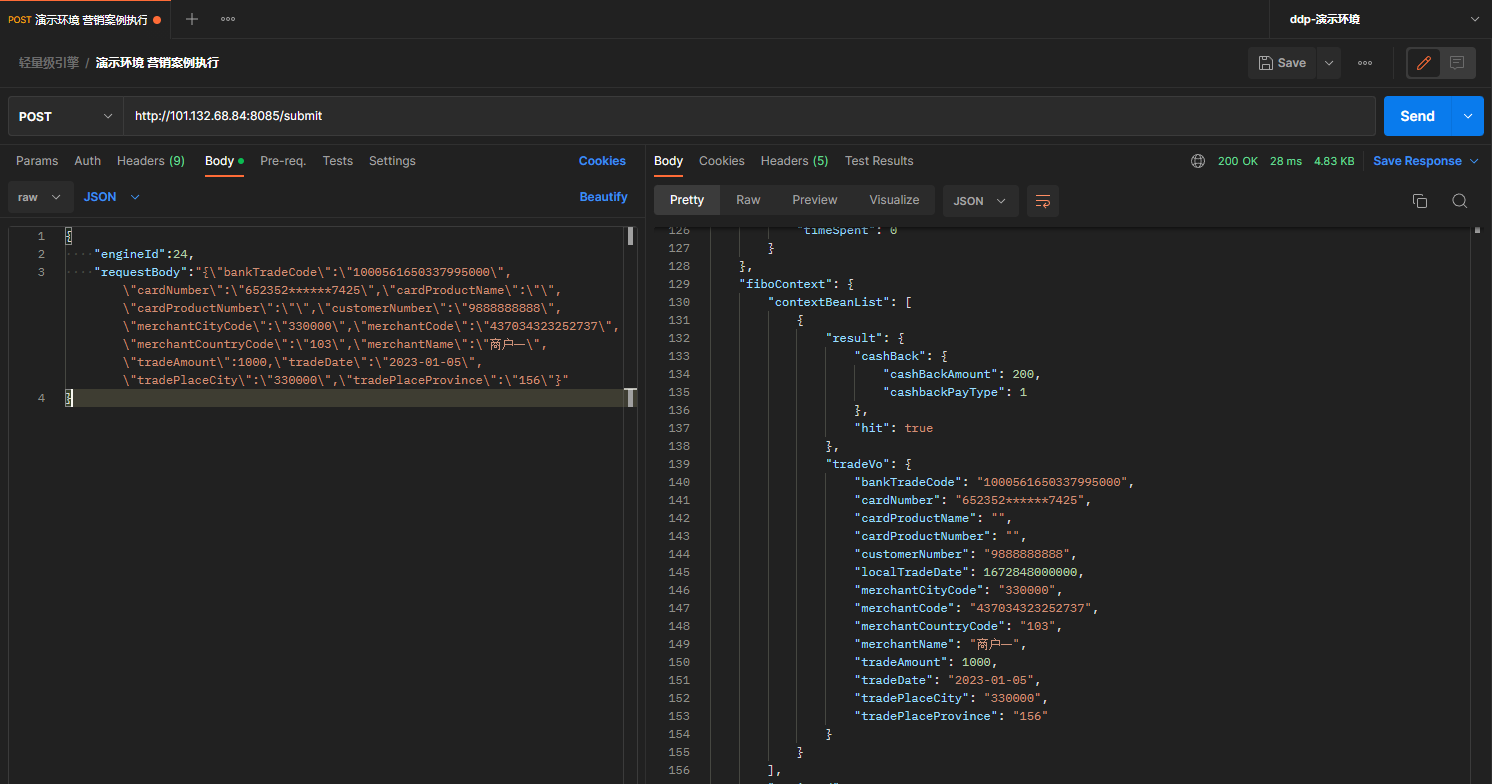 POST 演示环境 营销案例执行
ddp-演示环境
轻量级引擎 / 演示环境 营销案例执行
Save
POST
http://101.132.68.84:8085/submit
Send
Params Auth Headers (9) Body Pre-req. Tests Settings Cookies
raw JSON Beautify
1 {
2 "engineId":24,
3 "requestBody":"{\"bankTradeCode\":\"1000561650337995000\",
\"cardNumber\":\"652352******7425\",\"cardProductName\":\"\",
\"cardProductNumber\":\"\",\"customerNumber\":\"9888888888\",
\"merchantCityCode\":\"330000\",\"merchantCode\":\"437034323252737\",
\"merchantCountryCode\":\"103\",\"merchantName\":\"商户一\",
\"tradeAmount\":1000,\"tradeDate\":\"2023-01-05\",
\"tradePlaceCity\":\"330000\",\"tradePlaceProvince\":\"156\"}"
4 }
Body Cookies Headers (5) Test Results 200 OK 28 ms 4.83 KB Save Response
Pretty Raw Preview Visualize JSON
126 "timeSpent": 0
127 }
128 },
129 "fiboContext": {
130 "contextBeanList": [
131 {
132 "result": {
133 "cashBack": {
134 "cashBackAmount": 200,
135 "cashbackPayType": 1
136 },
137 "hit": true
138 },
139 "tradeVo": {
140 "bankTradeCode": "1000561650337995000",
141 "cardNumber": "652352******7425",
142 "cardProductName": "",
143 "cardProductNumber": "",
144 "customerNumber": "9888888888",
145 "localTradeDate": 1672848000000,
146 "merchantCityCode": "330000",
147 "merchantCode": "437034323252737",
148 "merchantCountryCode": "103",
149 "merchantName": "商户一",
150 "tradeAmount": 1000,
151 "tradeDate": "2023-01-05",
152 "tradePlaceCity": "330000",
153 "tradePlaceProvince": "156"
154 }
155 }
156 ],